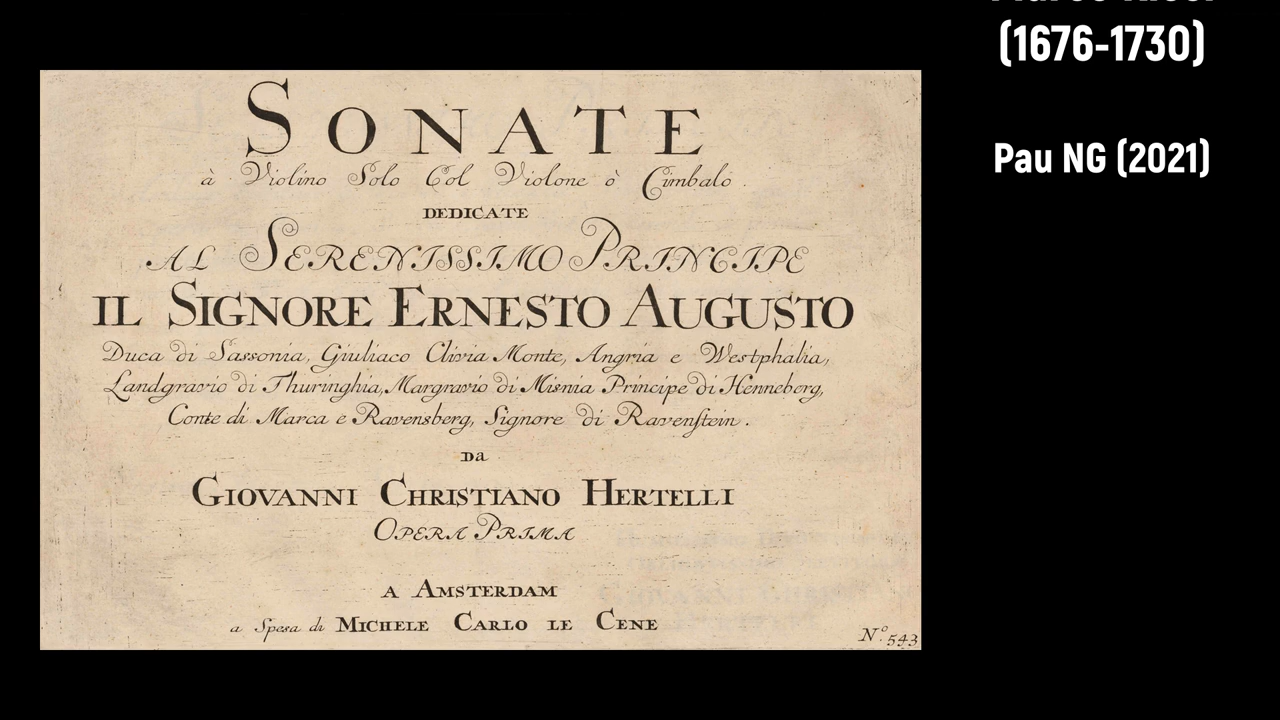 SONATE
à Violino Solo Col Violone ò Cimbalo.
DEDICATE
AL SERENISSIMO PRINCIPE
IL SIGNORE ERNESTO AUGUSTO
Duca di Sassonia, Giuliaco Clivia Monte, Angria e Westphalia,
Landgravio di Thuringhia, Margravio di Misnia Principe di Henneberg,
Conte di Marca e Ravensberg, Signore di Ravenstein.
Da
GIOVANNI CHRISTIANO HERTELLI
OPERA PRIMA
A AMSTERDAM
a Spesa di MICHELE CARLO LE CENE
No. 543
(1676-1730)
Pau NG (2021)